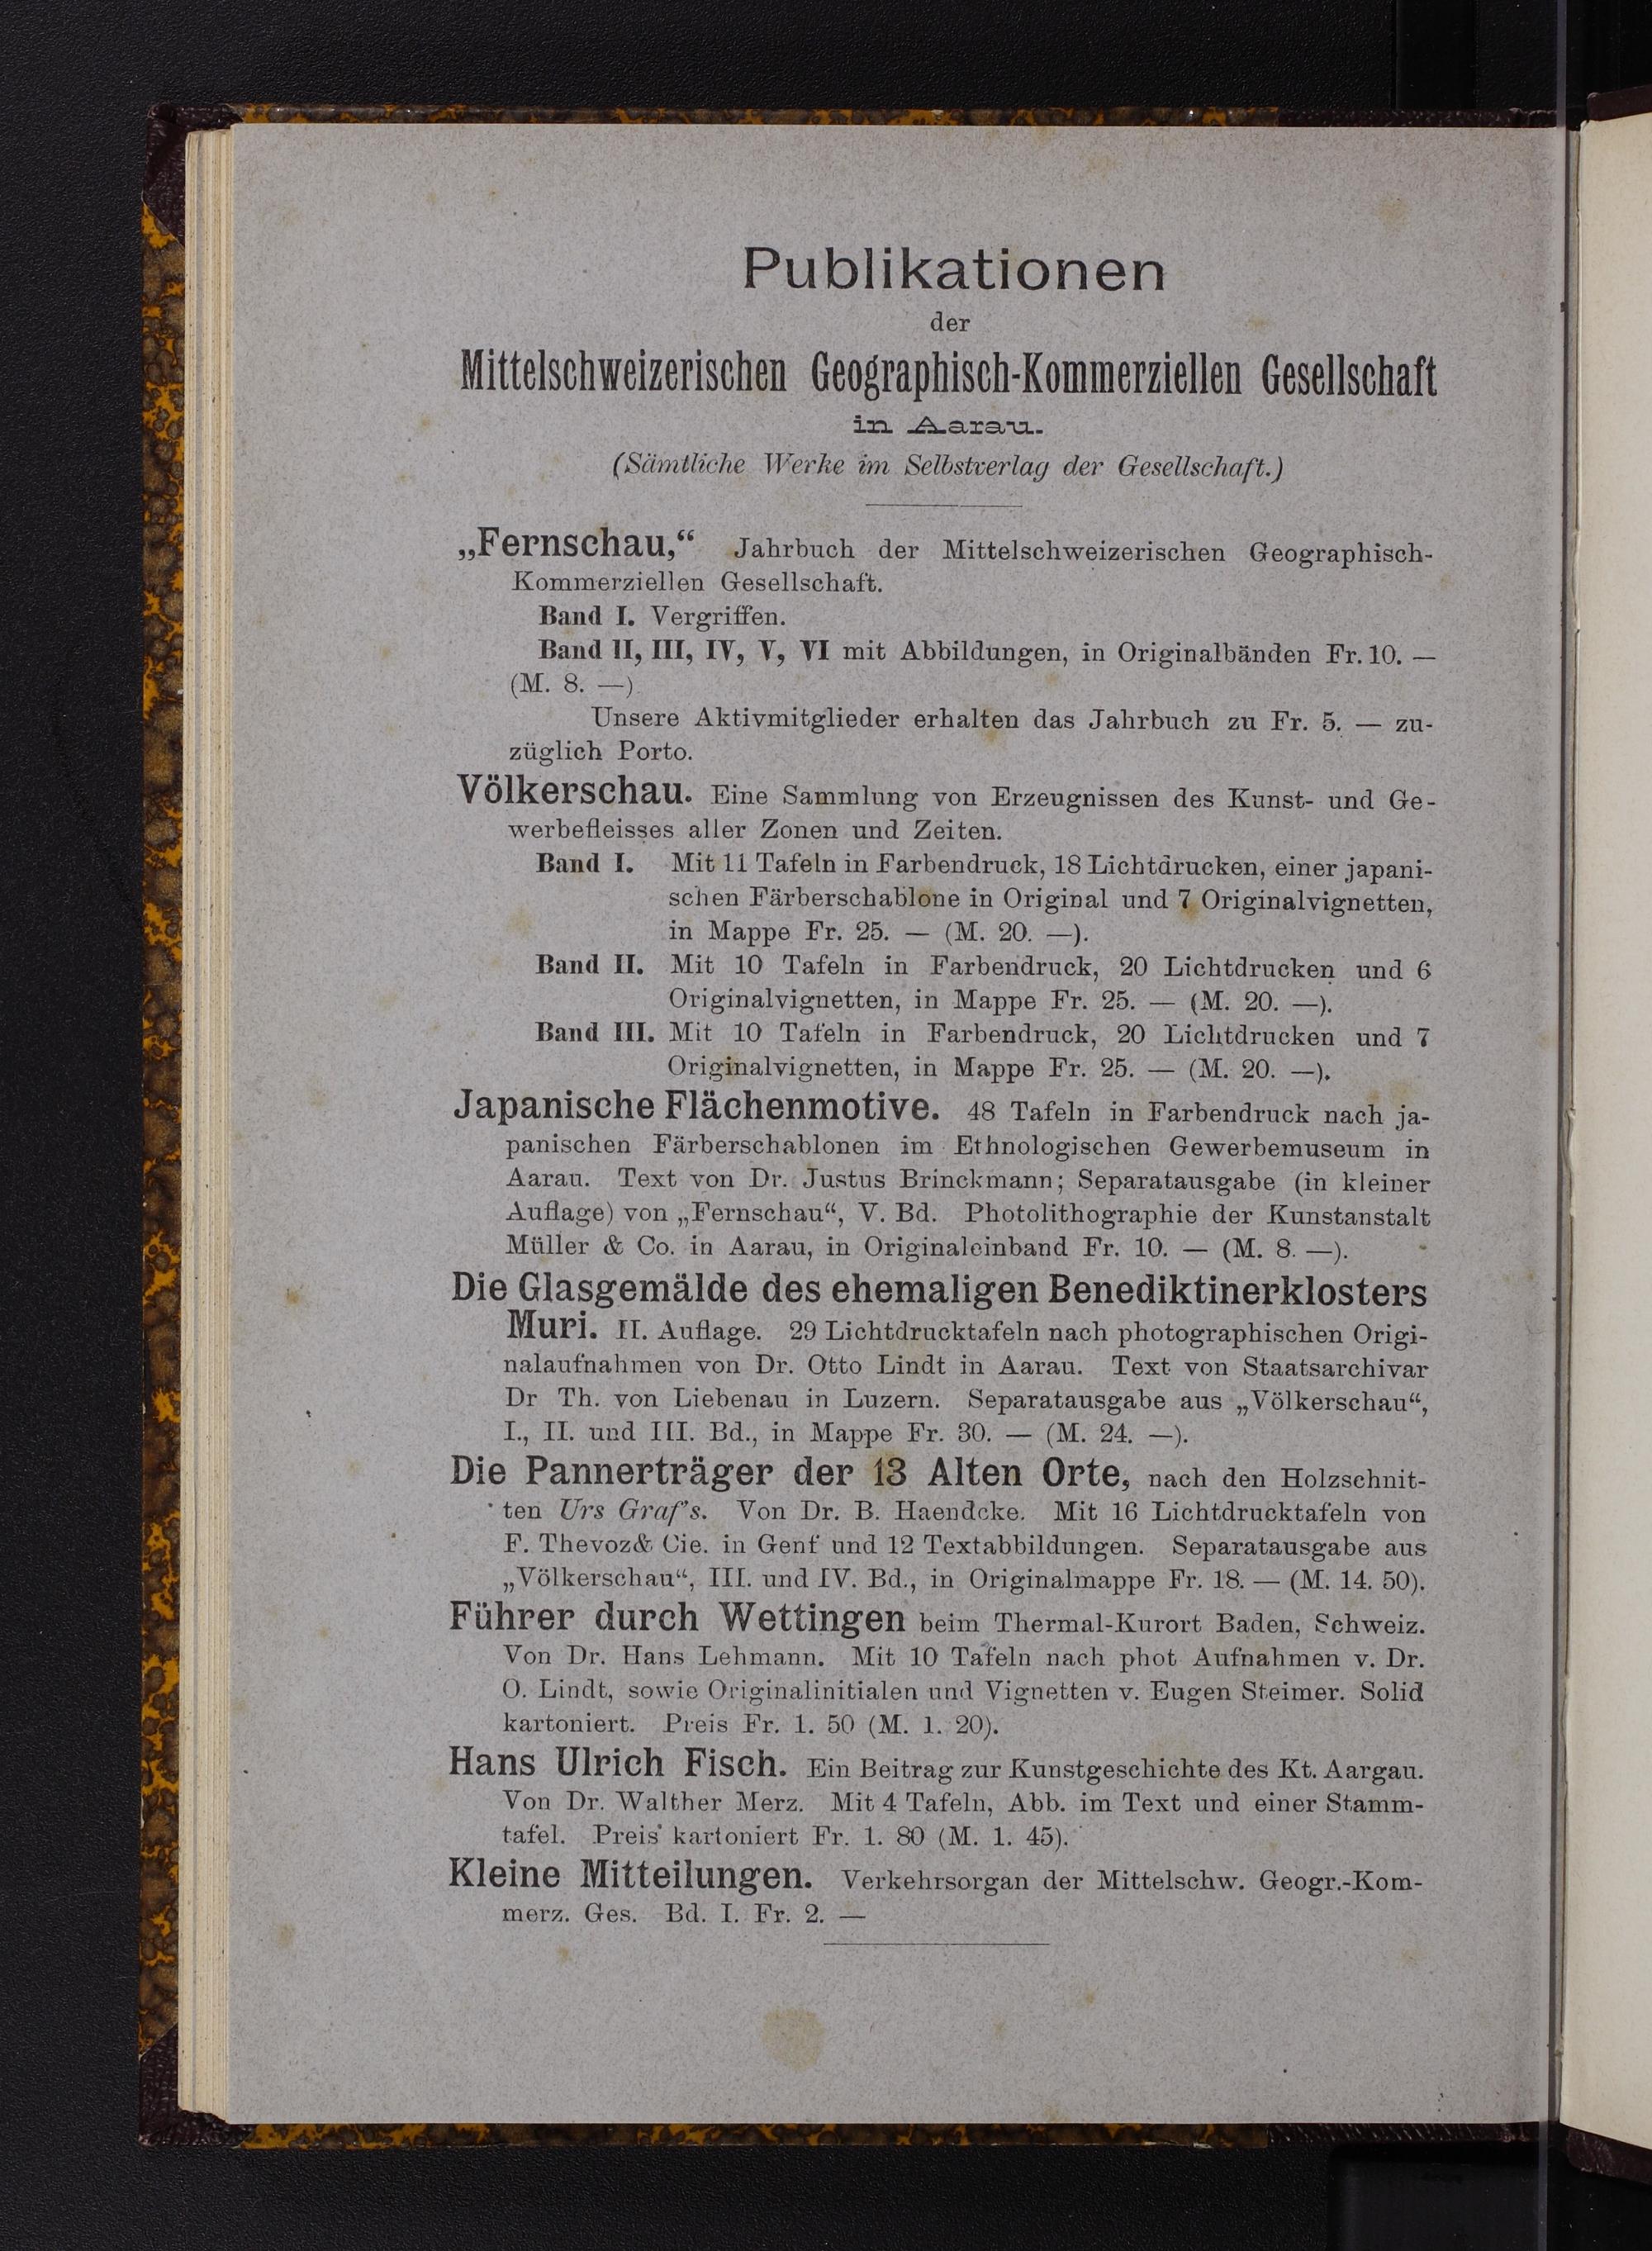 Publikationen
der
Mittelschweizerischen Geographisch-Kommerziellen Gesellschaft
in Aarau.
(Sämtliche Werke im Selbstverlag der Gesellschaft.)
„Fernschau,“ Jahrbuch der Mittelschweizerischen Geographisch-
Kommerziellen Gesellschaft.
Band I. Vergriffen.
Band II, III, IV, V, VI mit Abbildungen, in Originalbänden Fr. 10. —
(M. 8. —)
Unsere Aktivmitglieder erhalten das Jahrbuch zu Fr. 5. — zu-
züglich Porto.
Völkerschau. Eine Sammlung von Erzeugnissen des Kunst- und Ge-
werbefleisses aller Zonen und Zeiten.
Band I. Mit 11 Tafeln in Farbendruck, 18 Lichtdrucken, einer japani-
schen Färberschablone in Original und 7 Originalvignetten,
in Mappe Fr. 25. — (M. 20. —).
Band II. Mit 10 Tafeln in Farbendruck, 20 Lichtdrucken und 6
Originalvignetten, in Mappe Fr. 25. — (M. 20. —).
Band III. Mit 10 Tafeln in Farbendruck, 20 Lichtdrucken und 7
Originalvignetten, in Mappe Fr. 25. — (M. 20. —).
Japanische Flächenmotive. 48 Tafeln in Farbendruck nach ja-
panischen Färberschablonen im Ethnologischen Gewerbemuseum in
Aarau. Text von Dr. Justus Brinckmann; Separatausgabe (in kleiner
Auflage) von „Fernschau“, V. Bd. Photolithographie der Kunstanstalt
Müller & Co. in Aarau, in Originaleinband Fr. 10. — (M. 8. —).
Die Glasgemälde des ehemaligen Benediktinerklosters
Muri. II. Auflage. 29 Lichtdrucktafeln nach photographischen Origi-
nalaufnahmen von Dr. Otto Lindt in Aarau. Text von Staatsarchivar
Dr Th. von Liebenau in Luzern. Separatausgabe aus „Völkerschau“,
I., II. und III. Bd., in Mappe Fr. 30. — (M. 24. —).
Die Pannerträger der 13 Alten Orte, nach den Holzschnit-
ten Urs Graf's. Von Dr. B. Haendcke. Mit 16 Lichtdrucktafeln von
F. Thevoz & Cie. in Genf und 12 Textabbildungen. Separatausgabe aus
„Völkerschau“, III. und IV. Bd., in Originalmappe Fr. 18. — (M. 14. 50).
Führer durch Wettingen beim Thermal-Kurort Baden, Schweiz.
Von Dr. Hans Lehmann. Mit 10 Tafeln nach phot Aufnahmen v. Dr.
O. Lindt, sowie Originalinitialen und Vignetten v. Eugen Steimer. Solid
kartoniert. Preis Fr. 1. 50 (M. 1. 20).
Hans Ulrich Fisch. Ein Beitrag zur Kunstgeschichte des Kt. Aargau.
Von Dr. Walther Merz. Mit 4 Tafeln, Abb. im Text und einer Stamm-
tafel. Preis kartoniert Fr. 1. 80 (M. 1. 45).
Kleine Mitteilungen. Verkehrsorgan der Mittelschw. Geogr.-Kom-
merz. Ges. Bd. I. Fr. 2. —